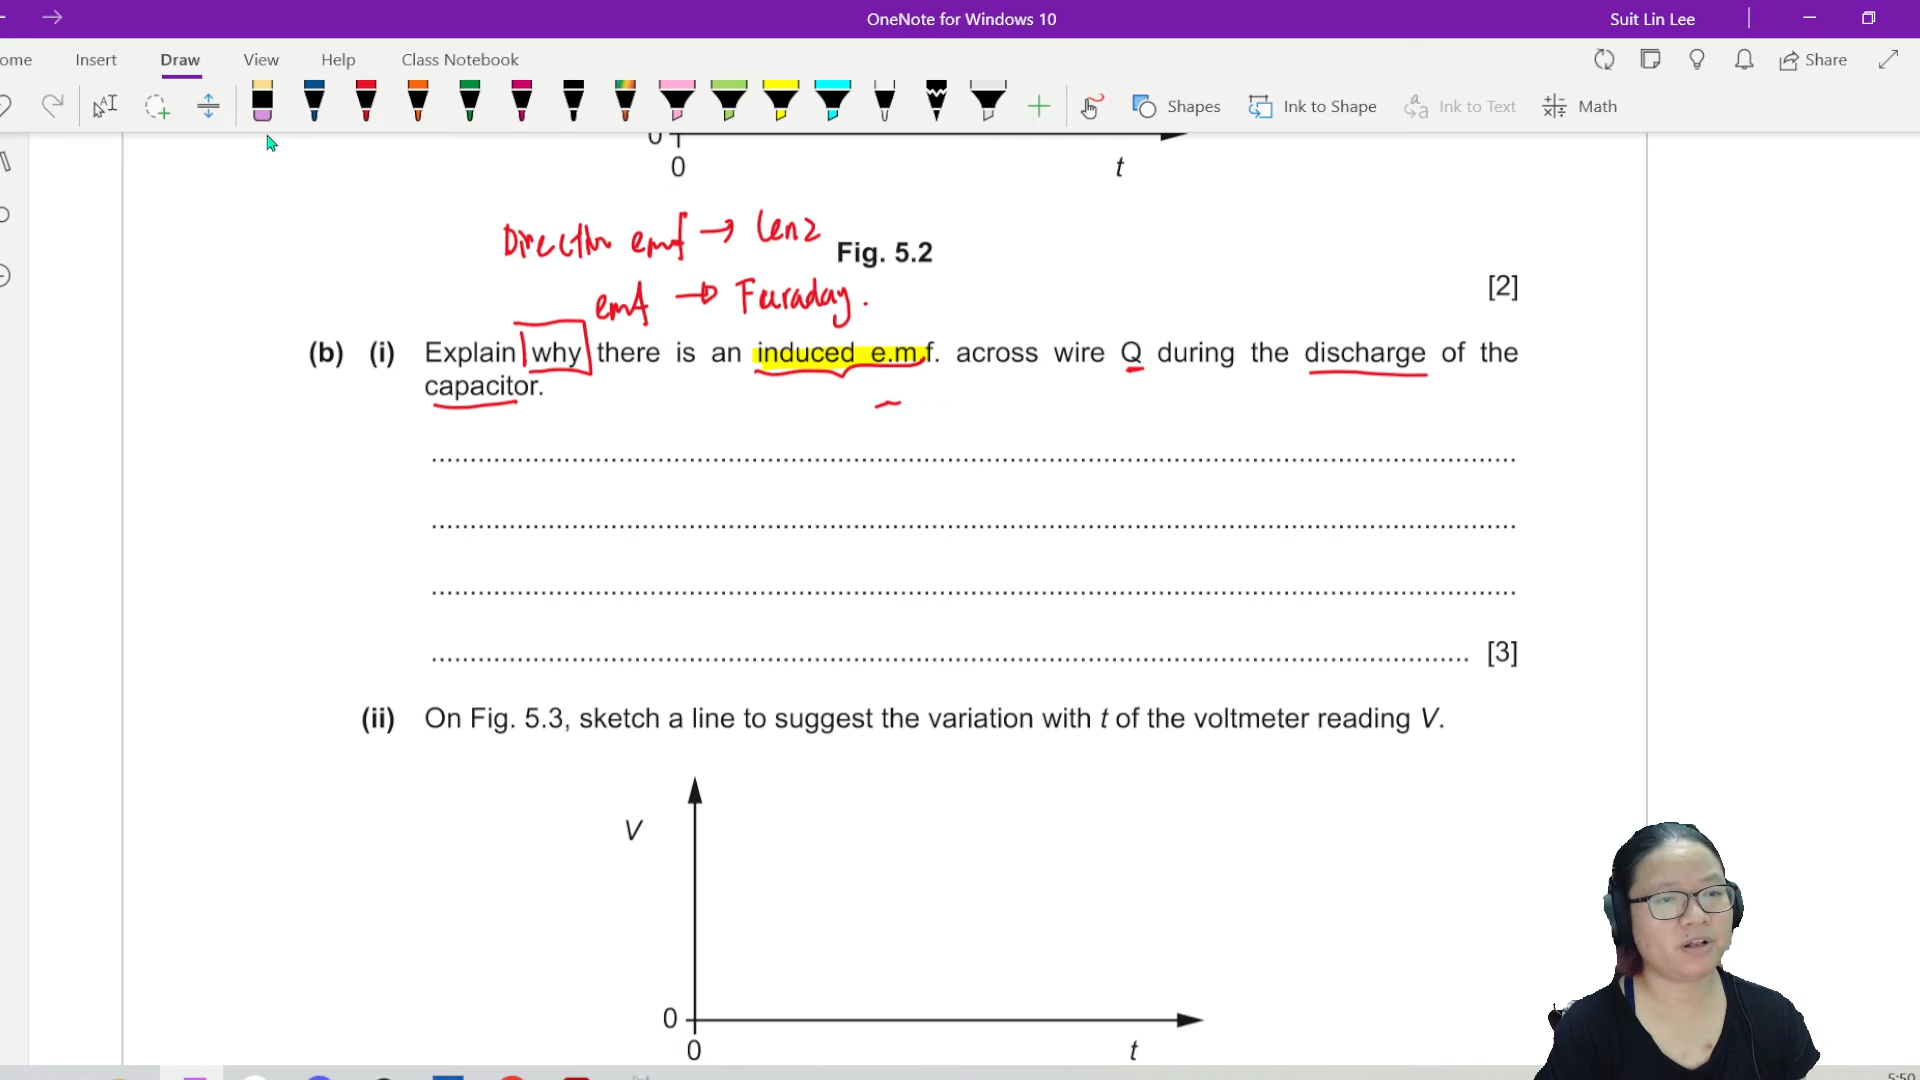 OneNote for Windows 10
Suit Lin Lee
ome Insert Draw View Help Class Notebook
Share
Shapes
Ink to Shape
Ink to Text
Math
0
0
t
Direction emf → Lenz
Fig. 5.2
[2]
emf → Faraday.
(b) (i) Explain why there is an induced e.m.f. across wire Q during the discharge of the
capacitor.
[3]
(ii) On Fig. 5.3, sketch a line to suggest the variation with t of the voltmeter reading V.
V
0
0
t
5:50